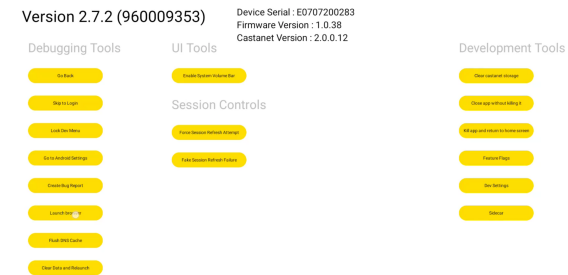 Version 2.7.2 (960009353)
Device Serial : E0707200283
Firmware Version : 1.0.38
Castanet Version : 2.0.0.12
Debugging Tools
Go Back
Skip to Login
Lock Dev Menu
Go to Android Settings
Create Bug Report
Launch
Flush DNS Cache
Clear Data and Relaunch
UI Tools
Enable System Volume Bar
Session Controls
Force Session Refresh Attempt
Fake Session Refresh Failure
Development Tools
Clear castanet storage
Close app without killing it
Kill app and return to home screen
Feature Flags
Dev Settings
Sidecar